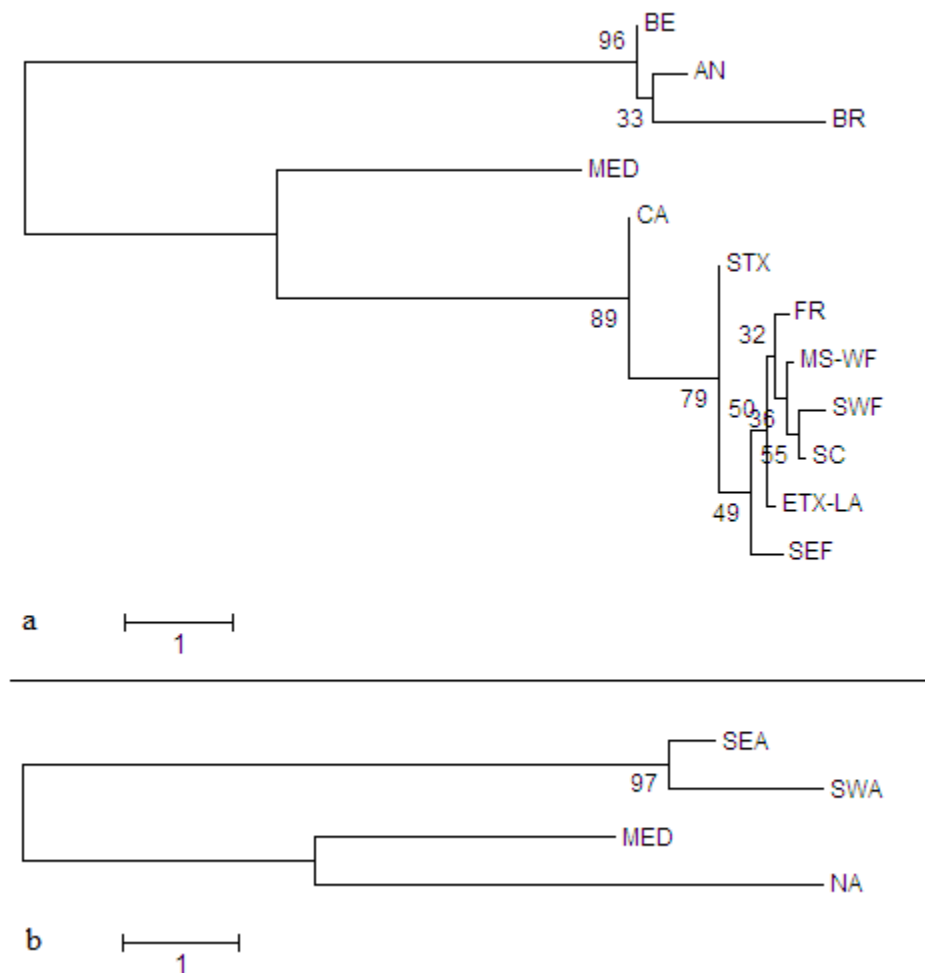 BE
96
AN
33
BR
MED
CA
STX
89
FR
32
MS-WF
79
50
36
SWF
55
SC
49
ETX-LA
SEF
a
1
SEA
97
SWA
MED
NA
b
1